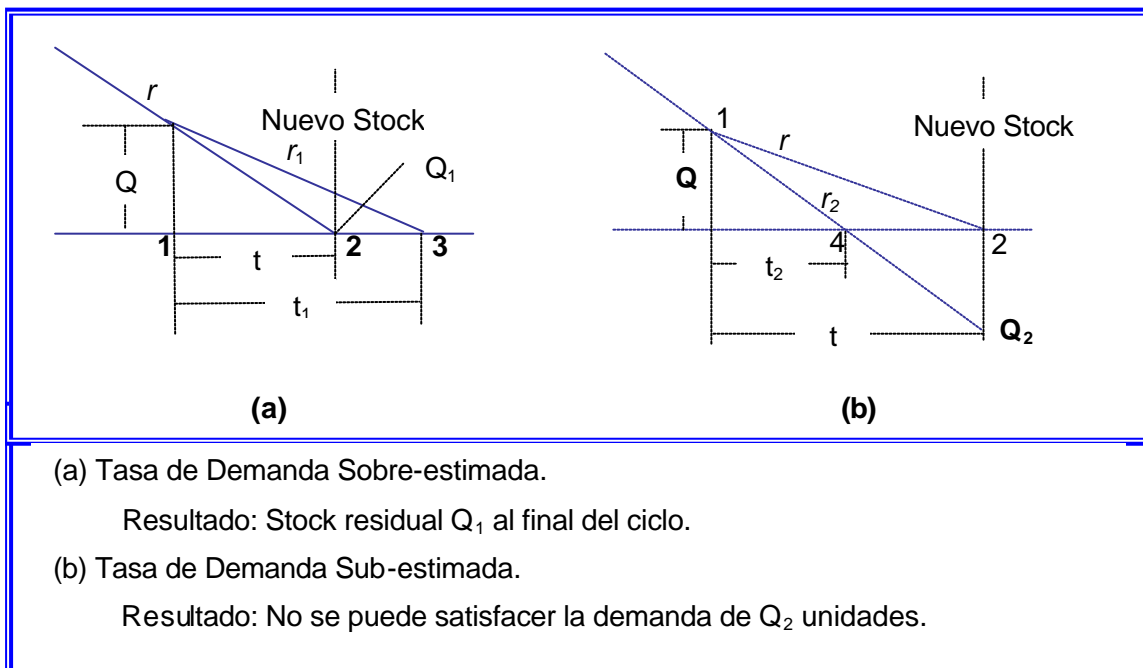 r
Nuevo Stock
r₁
Q
Q₁
1
2
3
t
t₁
(a)
1
Nuevo Stock
r
Q
r₂
4
2
t₂
t
Q₂
(b)
(a) Tasa de Demanda Sobre-estimada.
Resultado: Stock residual Q₁ al final del ciclo.
(b) Tasa de Demanda Sub-estimada.
Resultado: No se puede satisfacer la demanda de Q₂ unidades.